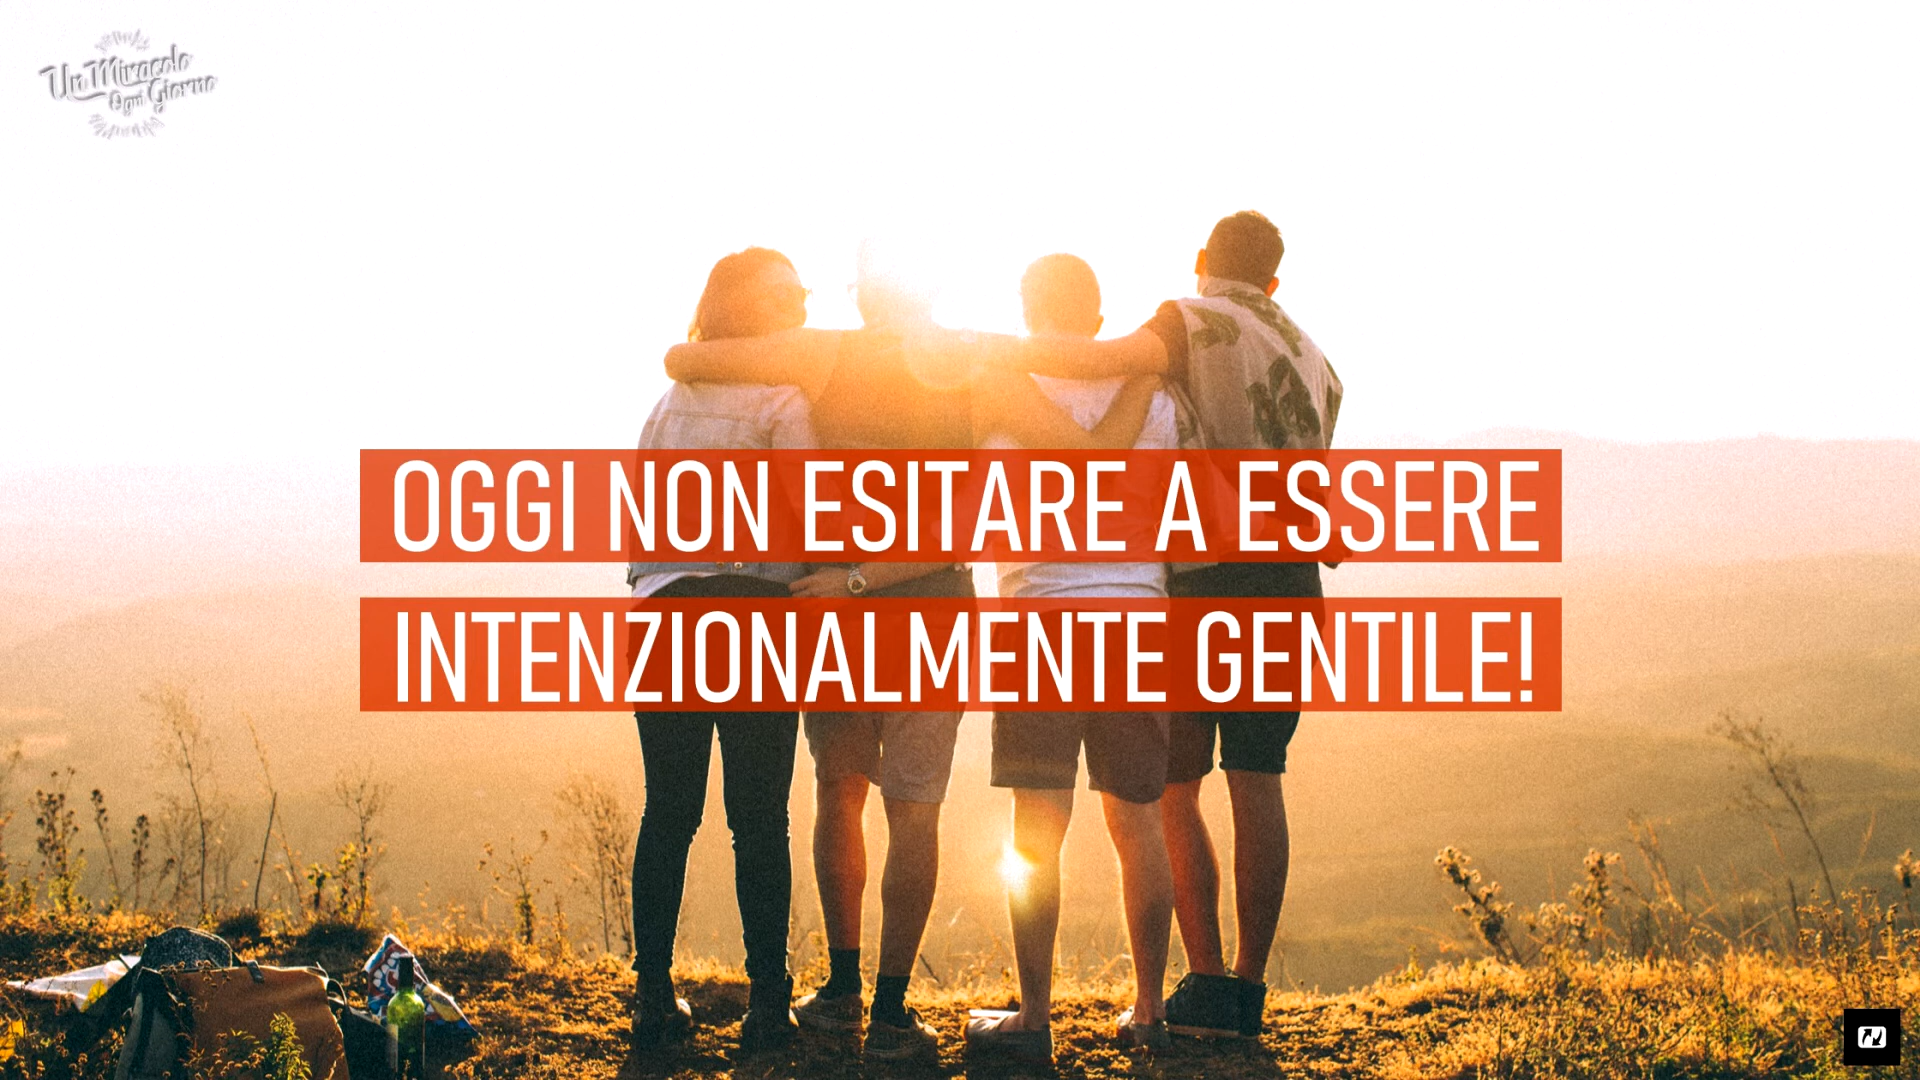 Un Miracolo
Ogni Giorno
OGGI NON ESITARE A ESSERE
INTENZIONALMENTE GENTILE!